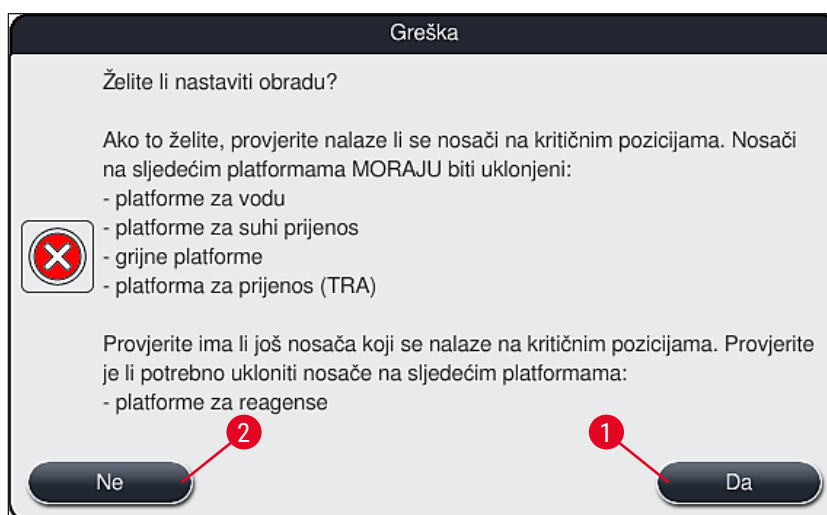 Greška
Želite li nastaviti obradu?
Ako to želite, provjerite nalaze li se nosači na kritičnim pozicijama. Nosači
na sljedećim platformama MORAJU biti uklonjeni:
- platforme za vodu
- platforme za suhi prijenos
- grijne platforme
- platforma za prijenos (TRA)
Provjerite ima li još nosača koji se nalaze na kritičnim pozicijama. Provjerite
je li potrebno ukloniti nosače na sljedećim platformama:
- platforme za reagense
2
1
Ne
Da